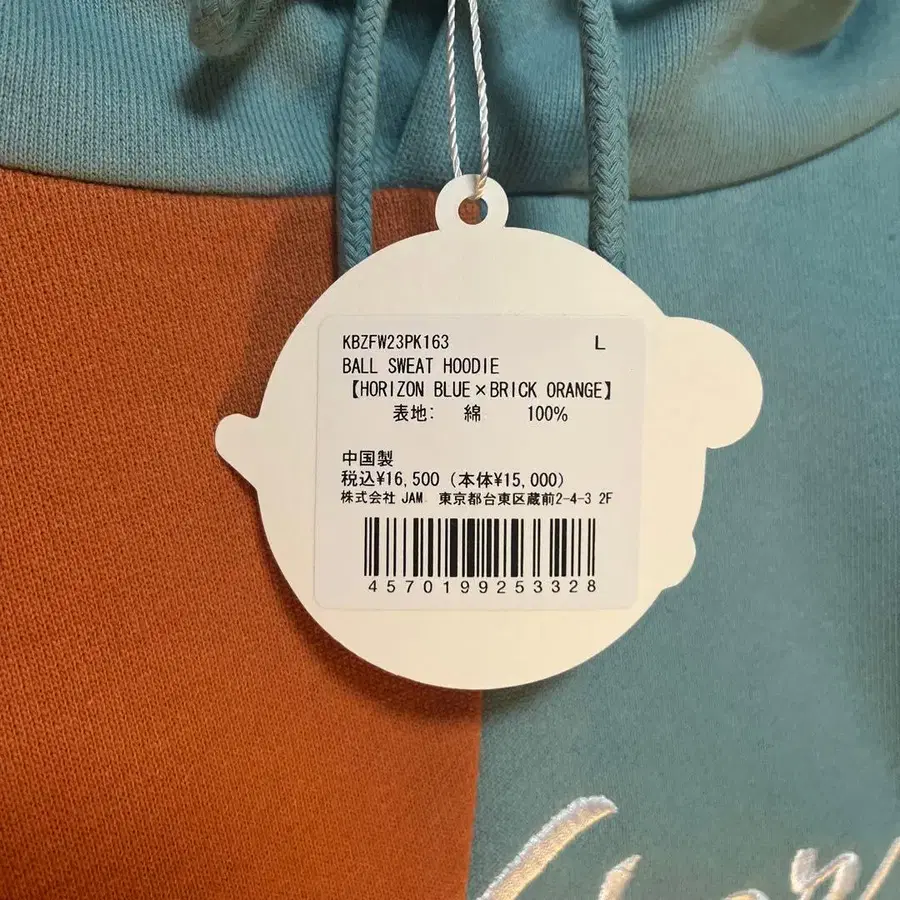 KBZFW23PK163 L
BALL SWEAT HOODIE
【HORIZON BLUE×BRICK ORANGE】
表地: 綿 100%
中国製
税込¥16,500 (本体¥15,000)
株式会社 JAM. 東京都台東区蔵前2-4-3 2F
4570199253328